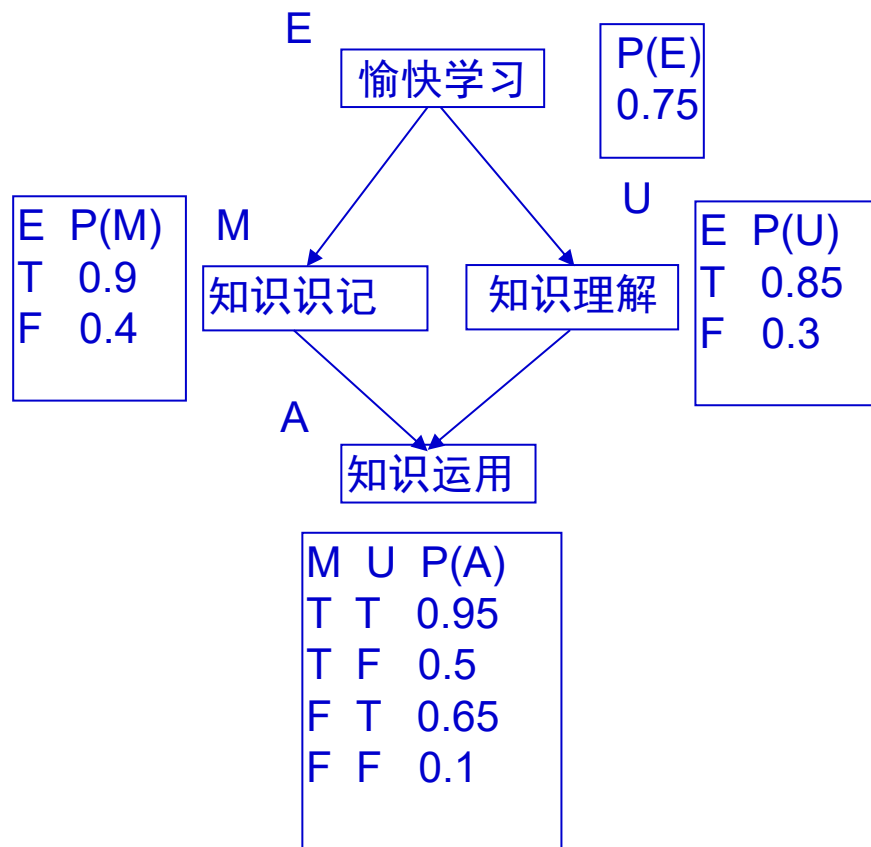 E
愉快学习
P(E)
0.75
E P(M)
T 0.9
F 0.4
M
知识识记
U
知识理解
E P(U)
T 0.85
F 0.3
A
知识运用
M U P(A)
T T 0.95
T F 0.5
F T 0.65
F F 0.1